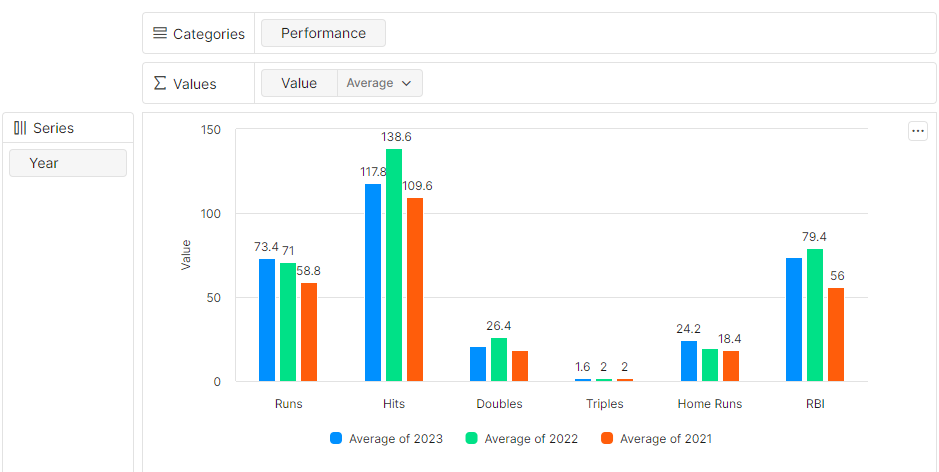 Categories
Performance
Values
Value
Average
Series
Year
150
100
50
0
Value
73.4
71
58.8
117.8
138.6
109.6
26.4
1.6
2
2
24.2
18.4
79.4
56
Runs
Hits
Doubles
Triples
Home Runs
RBI
Average of 2023
Average of 2022
Average of 2021